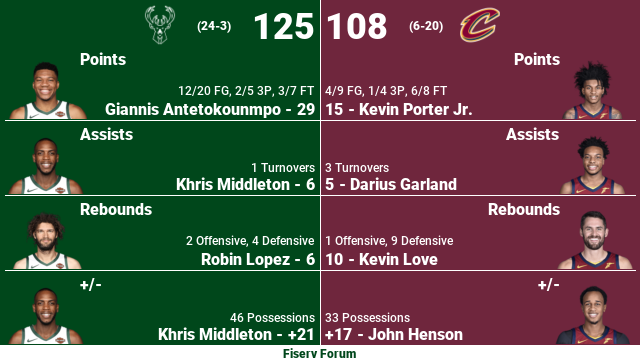 (24-3) 125 108 (6-20)
Points Points
12/20 FG, 2/5 3P, 3/7 FT 4/9 FG, 1/4 3P, 6/8 FT
Giannis Antetokounmpo - 29 15 - Kevin Porter Jr.
Assists Assists
1 Turnovers 3 Turnovers
Khris Middleton - 6 5 - Darius Garland
Rebounds Rebounds
2 Offensive, 4 Defensive 1 Offensive, 9 Defensive
Robin Lopez - 6 10 - Kevin Love
+/- +/-
46 Possessions 33 Possessions
Khris Middleton - +21 +17 - John Henson
Fiserv Forum